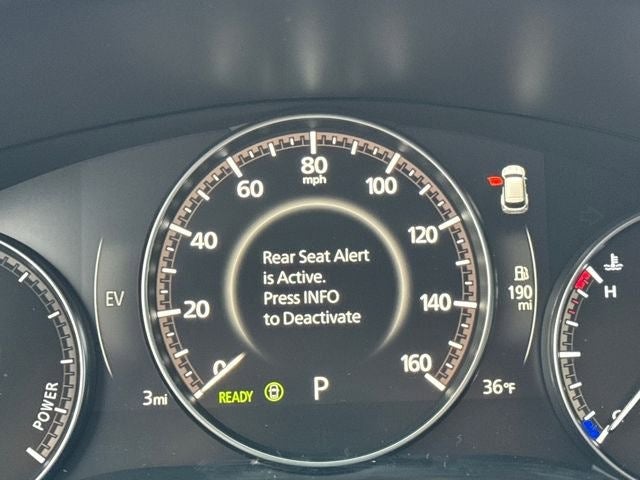 80
mph
60
100
40
120
Rear Seat Alert
is Active.
Press INFO
to Deactivate
EV
20
140
190
mi
H
0
160
POWER
3mi
READY
P
36°F
C